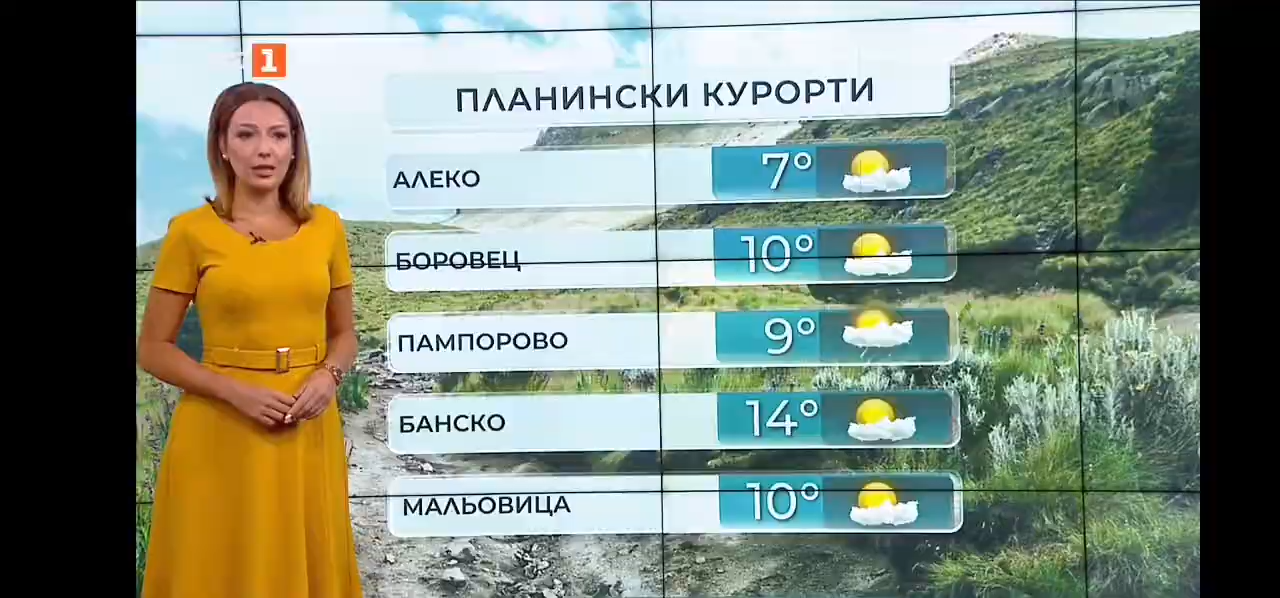 1
ПЛАНИНСКИ КУРОРТИ
АЛЕКО 7°
БОРОВЕЦ 10°
ПАМПОРОВО 9°
БАНСКО 14°
МАЛЬОВИЦА 10°